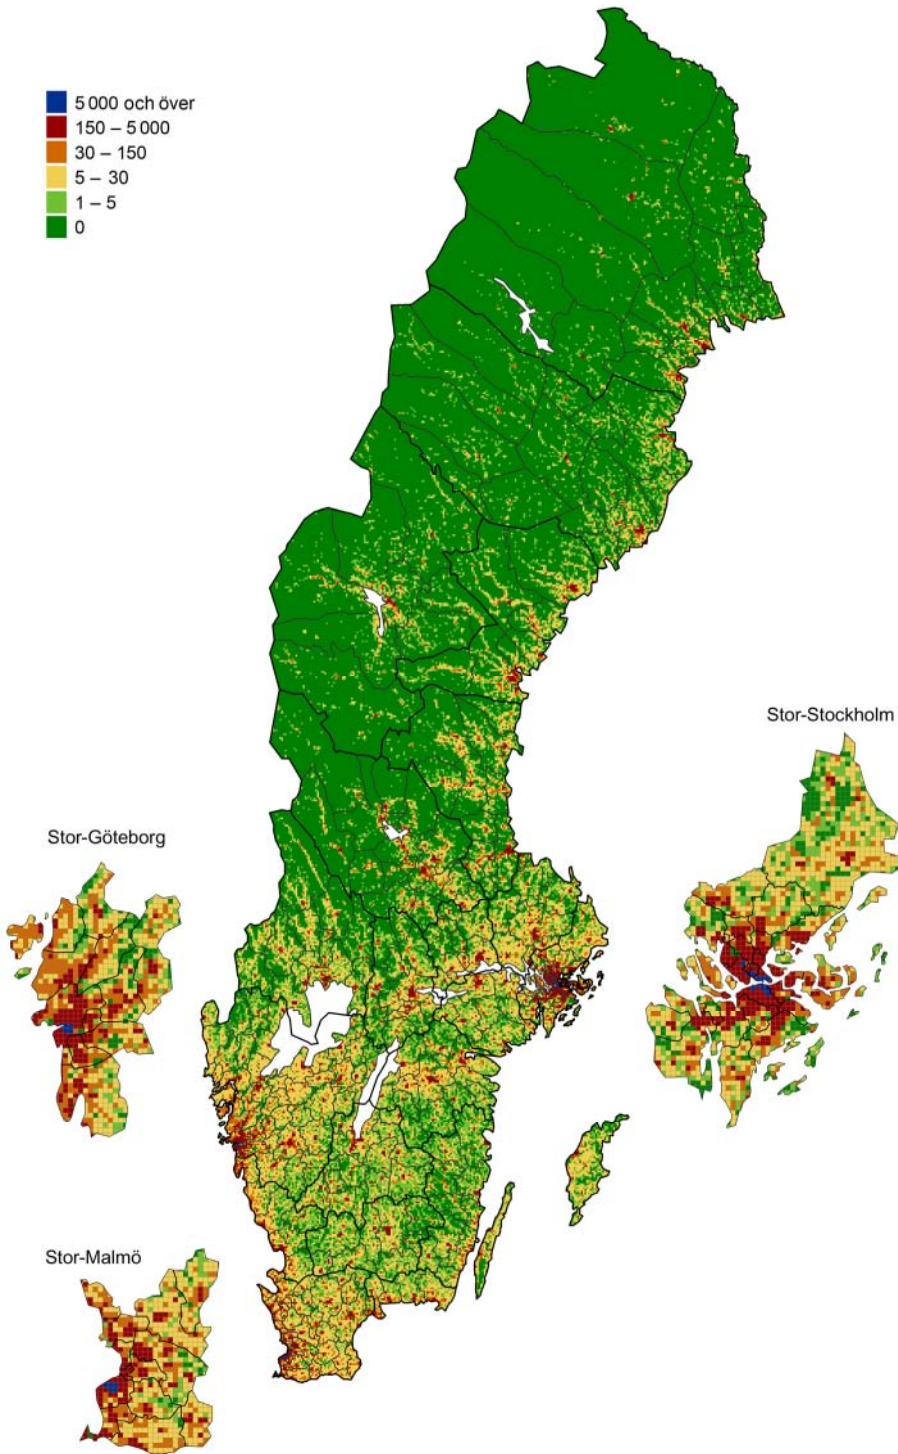 5 000 och över
150 – 5 000
30 – 150
5 – 30
1 – 5
0
Stor-Stockholm
Stor-Göteborg
Stor-Malmö